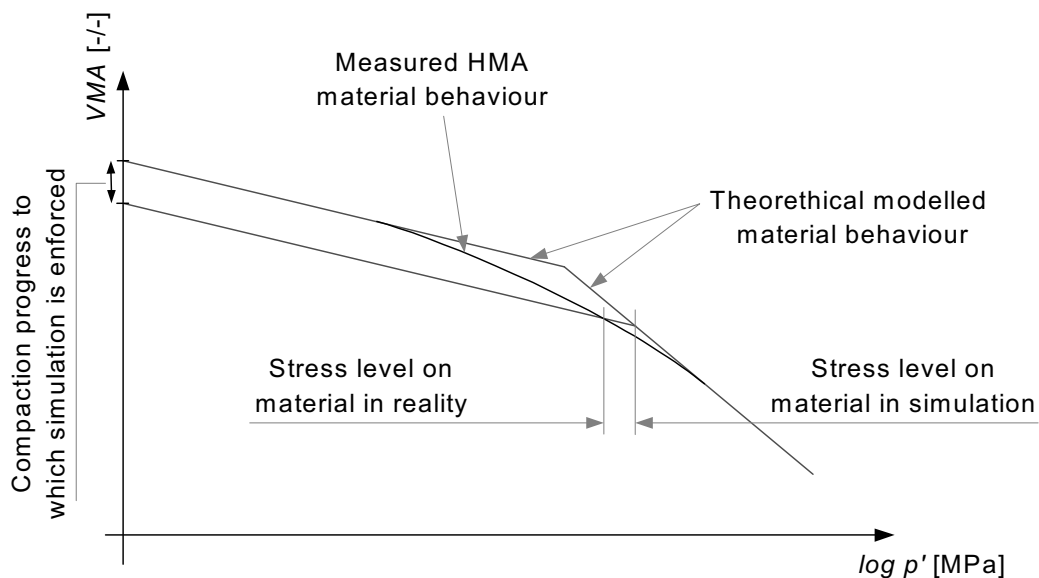 VMA [-/-]
Measured HMA
material behaviour
Compaction progress to
which simulation is enforced
Theorethical modelled
material behaviour
Stress level on
material in reality
Stress level on
material in simulation
log p' [MPa]